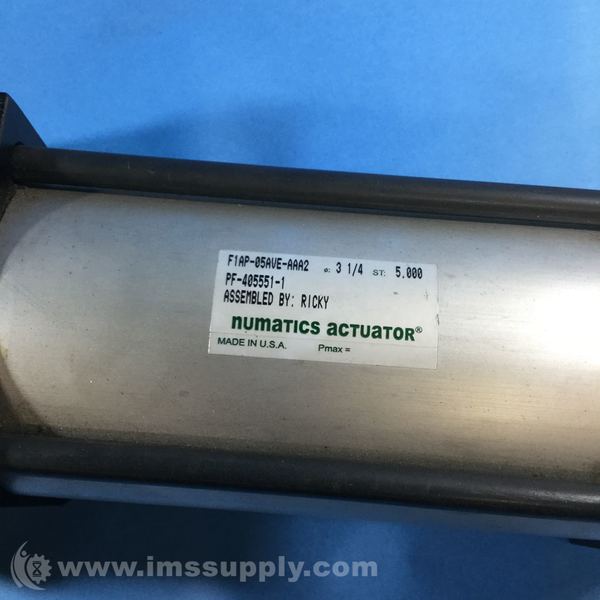 F1AP-05AVE-AAA2 ø: 3 1/4 ST: 5.000
PF-405551-1
ASSEMBLED BY: RICKY
numatics actuator®
MADE IN U.S.A. Pmax =
www.imssupply.com